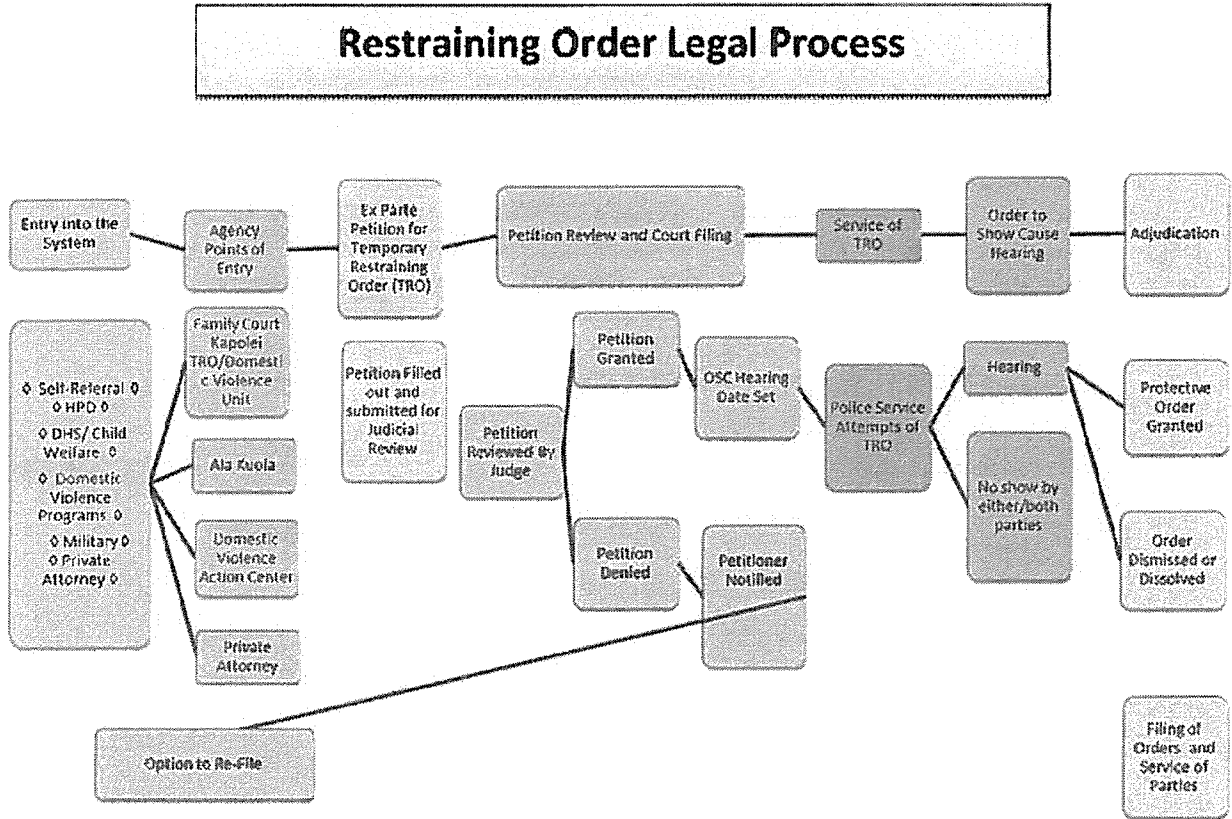 Restraining Order Legal Process
Entry into the
System
Agency
Points of
Entry
Ex Parte
Petition for
Temporary
Restraining
Order (TRO)
Petition Review and Court Filing
Service of
TRO
Order to
Show Cause
Hearing
Adjudication
◊ Self-Referral ◊
◊ HPD ◊
◊ DHS/ Child
Welfare ◊
◊ Domestic
Violence
Programs ◊
◊ Military ◊
◊ Private
Attorney ◊
Family Court
Kapolei
TRO/Domesti
c Violence
Unit
Ala Kuola
Domestic
Violence
Action Center
Private
Attorney
Petition Filled
out and
submitted for
Judicial
Review
Petition
Reviewed By
Judge
Petition
Granted
Petition
Denied
OSC Hearing
Date Set
Petitioner
Notified
Police Service
Attempts of
TRO
Hearing
No show by
either/both
parties
Protective
Order
Granted
Order
Dismissed or
Dissolved
Option to Re-File
Filing of
Orders and
Service of
Parties